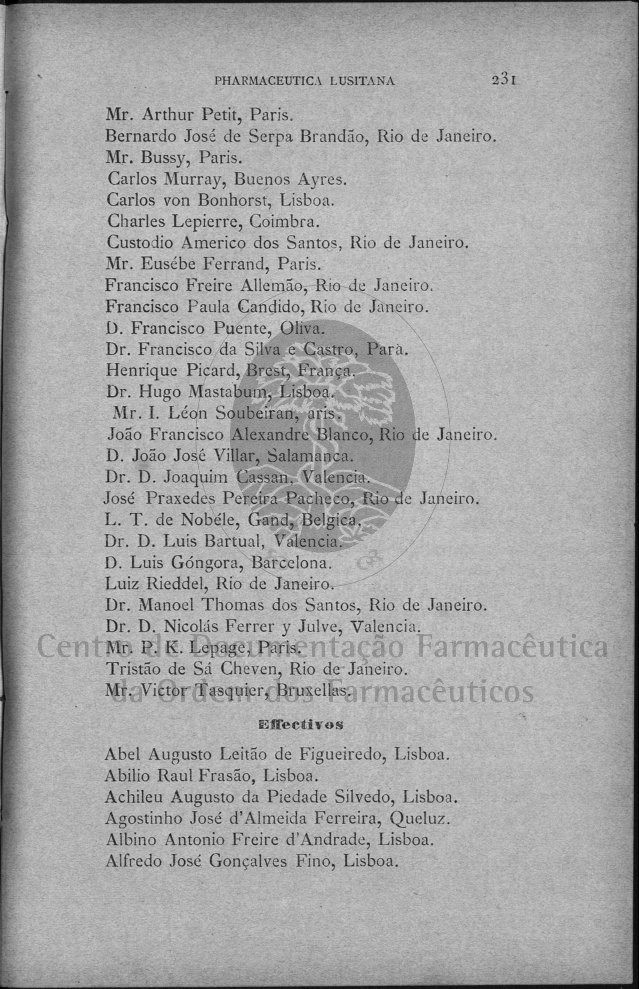 PHARMACEUTICA LUSITANA 231
Mr. Arthur Petit, Paris.
Bernardo José de Serpa Brandão, Rio de Janeiro.
Mr. Bussy, Paris.
Carlos Murray, Buenos Ayres.
Carlos von Bonhorst, Lisboa.
Charles Lepierre, Coimbra.
Custodio Americo dos Santos, Rio de Janeiro.
Mr. Eusébe Ferrand, Paris.
Francisco Freire Allemão, Rio de Janeiro.
Francisco Paula Candido, Rio de Janeiro.
D. Francisco Puente, Oliva.
Dr. Francisco da Silva e Castro, Parà.
Henrique Picard, Brest, França.
Dr. Hugo Mastabum, Lisboa.
Mr. I. Léon Soubeiran, aris.
João Francisco Alexandre Blanco, Rio de Janeiro.
D. João José Villar, Salamanca.
Dr. D. Joaquim Cassan, Valencia.
José Praxedes Pereira Pacheco, Rio de Janeiro.
L. T. de Nobéle, Gand, Belgica.
Dr. D. Luis Bartual, Valencia.
D. Luis Góngora, Barcelona.
Luiz Rieddel, Rio de Janeiro.
Dr. Manoel Thomas dos Santos, Rio de Janeiro.
Dr. D. Nicolás Ferrer y Julve, Valencia.
Mr. P. K. Lepage, Paris.
Tristão de Sá Cheven, Rio de Janeiro.
Mr. Victor Tasquier, Bruxellas.
Centro de Documentação Farmacêutica
da Ordem dos Farmacêuticos
Effectivos
Abel Augusto Leitão de Figueiredo, Lisboa.
Abilio Raul Frasão, Lisboa.
Achileu Augusto da Piedade Silvedo, Lisboa.
Agostinho José d'Almeida Ferreira, Queluz.
Albino Antonio Freire d'Andrade, Lisboa.
Alfredo José Gonçalves Fino, Lisboa.